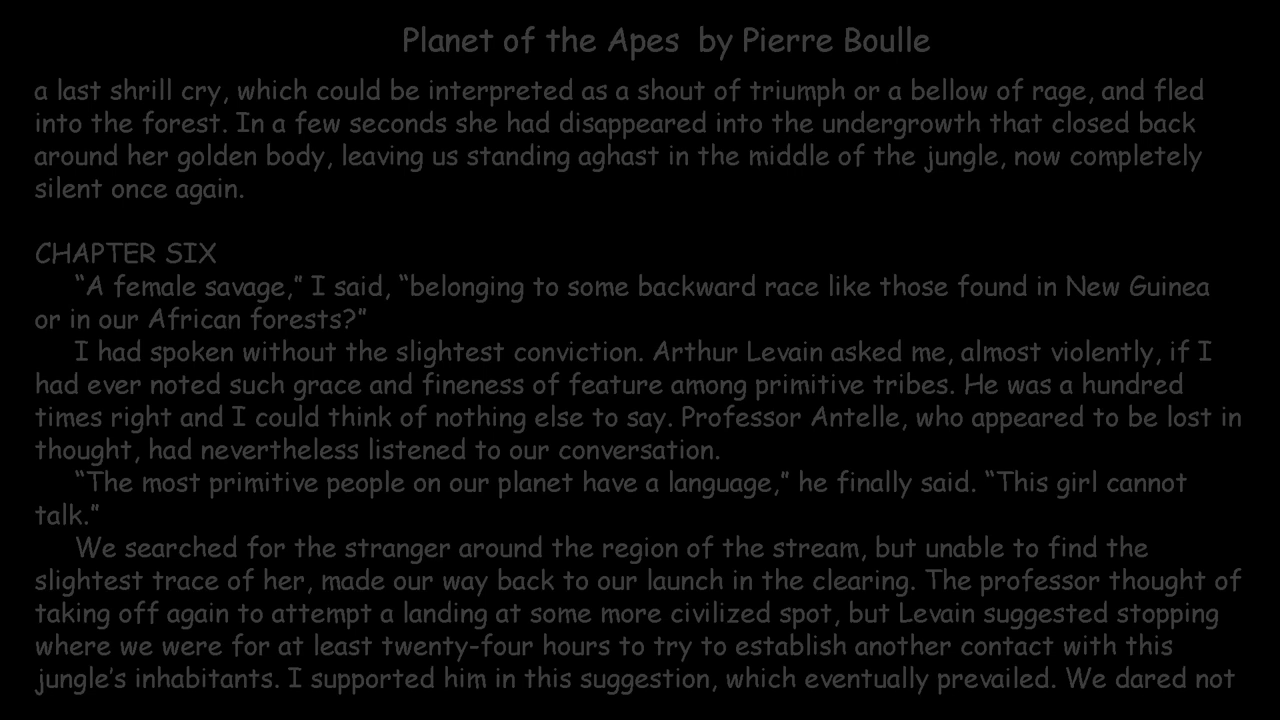 Planet of the Apes by Pierre Boulle
a last shrill cry, which could be interpreted as a shout of triumph or a bellow of rage, and fled
into the forest. In a few seconds she had disappeared into the undergrowth that closed back
around her golden body, leaving us standing aghast in the middle of the jungle, now completely
silent once again.
CHAPTER SIX
“A female savage,” I said, “belonging to some backward race like those found in New Guinea
or in our African forests?”
I had spoken without the slightest conviction. Arthur Levain asked me, almost violently, if I
had ever noted such grace and fineness of feature among primitive tribes. He was a hundred
times right and I could think of nothing else to say. Professor Antelle, who appeared to be lost in
thought, had nevertheless listened to our conversation.
“The most primitive people on our planet have a language,” he finally said. “This girl cannot
talk.”
We searched for the stranger around the region of the stream, but unable to find the
slightest trace of her, made our way back to our launch in the clearing. The professor thought of
taking off again to attempt a landing at some more civilized spot, but Levain suggested stopping
where we were for at least twenty-four hours to try to establish another contact with this
jungle’s inhabitants. I supported him in this suggestion, which eventually prevailed. We dared not